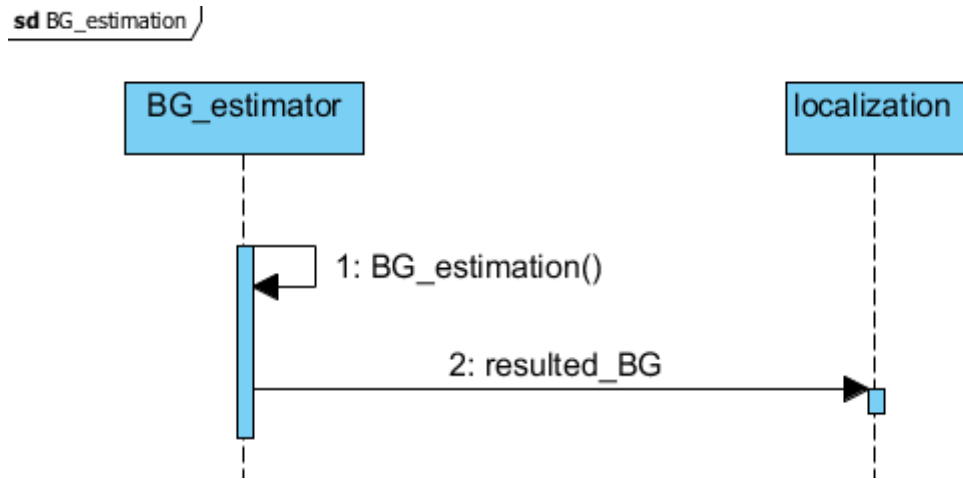 sd BG_estimation
BG_estimator
localization
1: BG_estimation()
2: resulted_BG